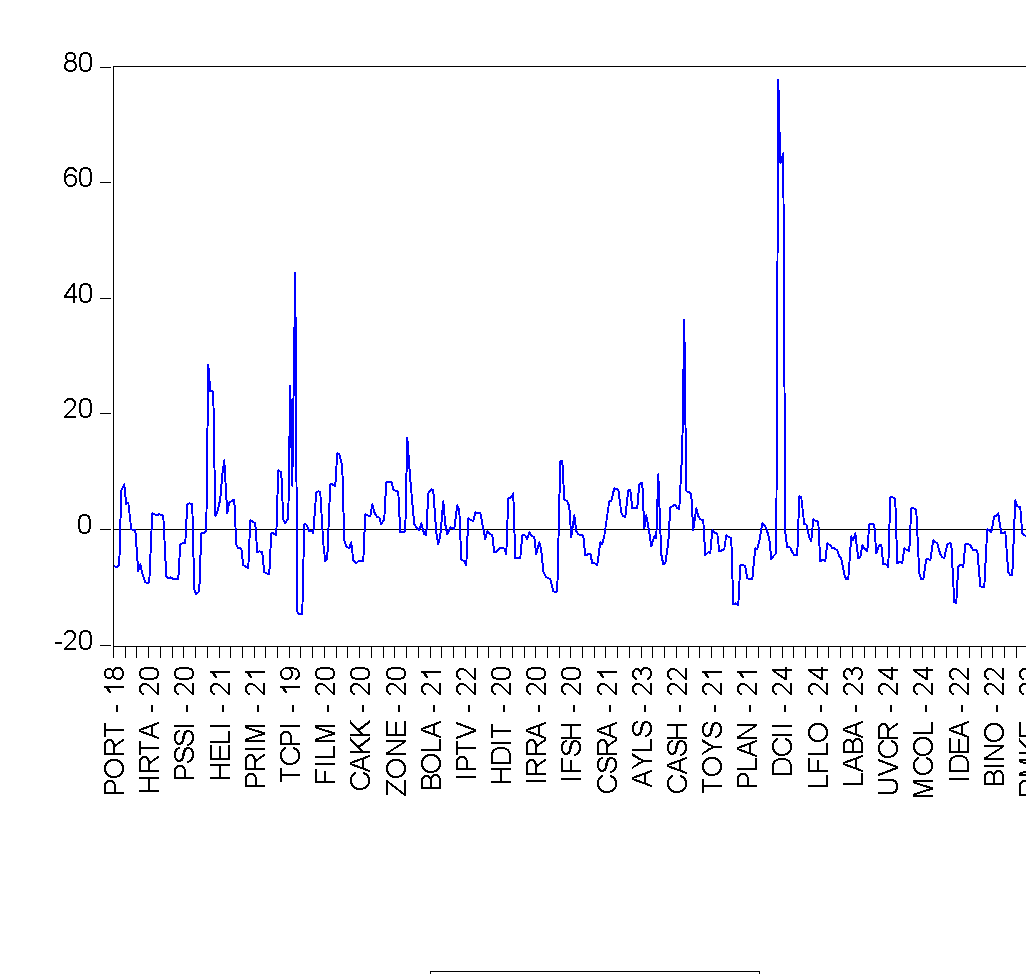 80
60
40
20
0
-20
PORT - 18
HRTA - 20
PSSI - 20
HELI - 21
PRIM - 21
TCPI - 19
FILM - 20
CAKK - 20
ZONE - 20
BOLA - 21
IPTV - 22
HDIT - 20
IRRA - 20
IFSH - 20
CSRA - 21
AYLS - 23
CASH - 22
TOYS - 21
PLAN - 21
DCII - 24
LFLO - 24
LABA - 23
UVCR - 24
MCOL - 24
IDEA - 22
BINO - 22